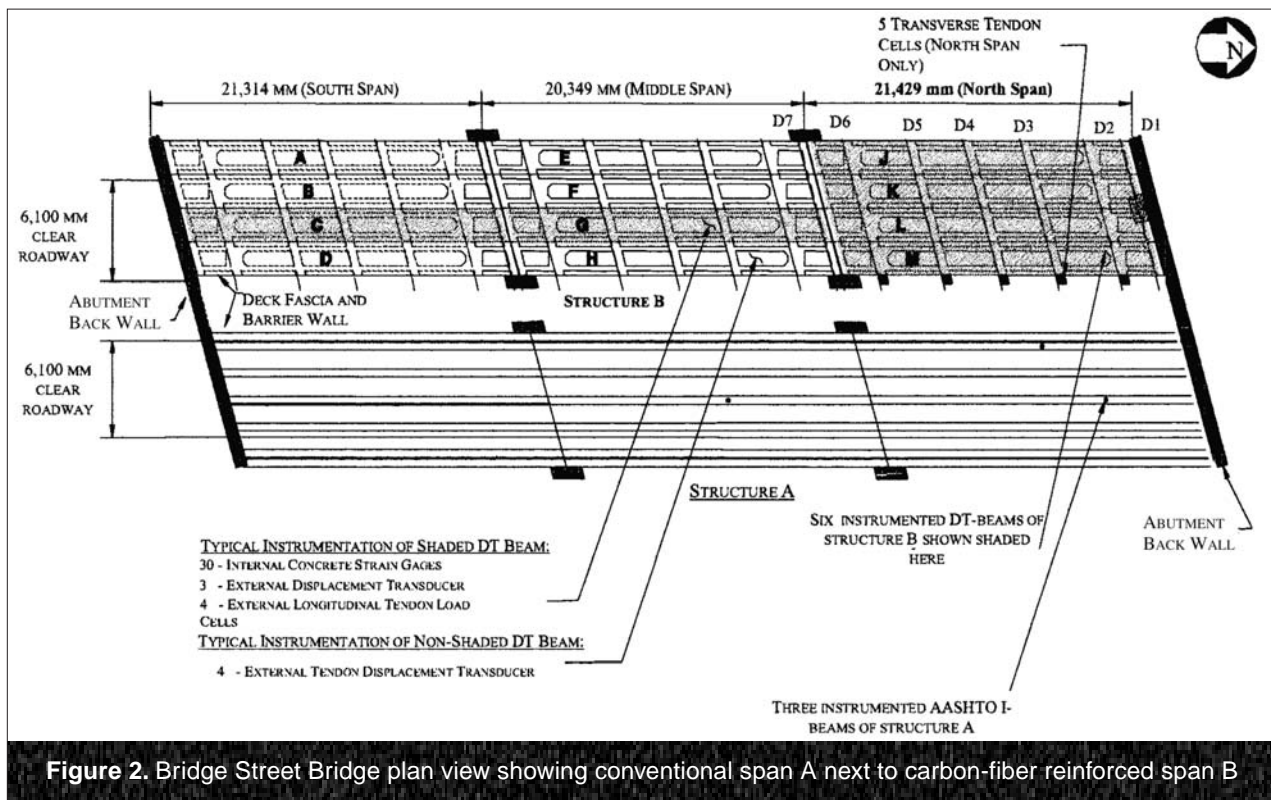 5 TRANSVERSE TENDON
CELLS (NORTH SPAN
ONLY)
N
21,314 MM (SOUTH SPAN)
20,349 MM (MIDDLE SPAN)
21,429 mm (North Span)
D7
D6
D5
D4
D3
D2
D1
A
E
J
B
F
K
C
G
L
D
H
M
6,100 MM
CLEAR
ROADWAY
ABUTMENT
BACK WALL
DECK FASCIA AND
BARRIER WALL
STRUCTURE B
6,100 MM
CLEAR
ROADWAY
STRUCTURE A
TYPICAL INSTRUMENTATION OF SHADED DT BEAM:
30 - INTERNAL CONCRETE STRAIN GAGES
3 - EXTERNAL DISPLACEMENT TRANSDUCER
4 - EXTERNAL LONGITUDINAL TENDON LOAD
CELLS
TYPICAL INSTRUMENTATION OF NON-SHADED DT BEAM:
4 - EXTERNAL TENDON DISPLACEMENT TRANSDUCER
SIX INSTRUMENTED DT-BEAMS OF
STRUCTURE B SHOWN SHADED
HERE
ABUTMENT
BACK WALL
THREE INSTRUMENTED AASHTO I-
BEAMS OF STRUCTURE A
Figure 2. Bridge Street Bridge plan view showing conventional span A next to carbon-fiber reinforced span B